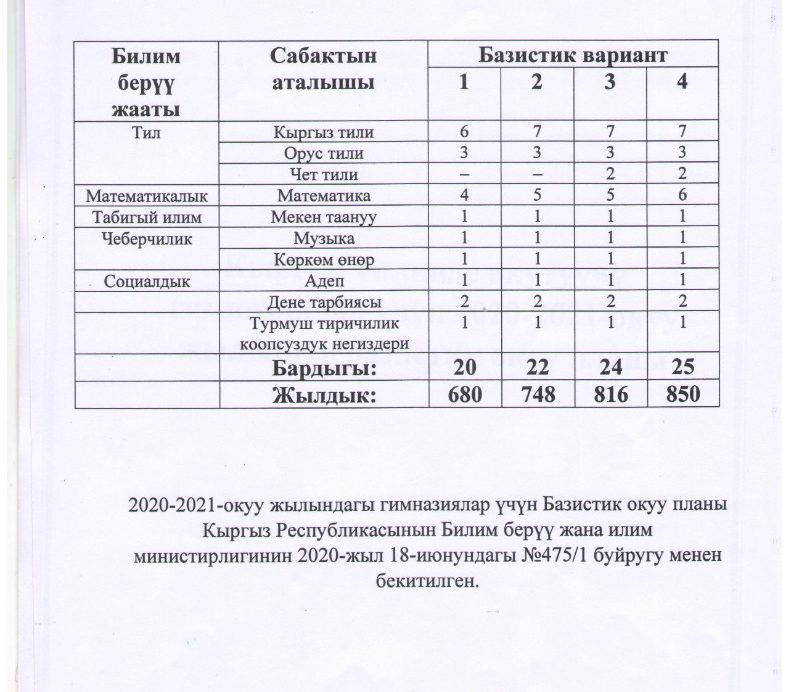 Билим берүү жааты Сабактын аталышы Базистик вариант
1 2 3 4
Тил Кыргыз тили 6 7 7 7
Орус тили 3 3 3 3
Чет тили – – 2 2
Математикалык Математика 4 5 5 6
Табигый илим Мекен таануу 1 1 1 1
Чеберчилик Музыка 1 1 1 1
Көркөм өнөр 1 1 1 1
Социалдык Адеп 1 1 1 1
Дене тарбиясы 2 2 2 2
Турмуш тиричилик коопсуздук негиздери 1 1 1 1
Бардыгы: 20 22 24 25
Жылдык: 680 748 816 850
2020-2021-окуу жылындагы гимназиялар үчүн Базистик окуу планы
Кыргыз Республикасынын Билим берүү жана илим
министирлигинин 2020-жыл 18-июнундагы №475/1 буйругу менен
бекитилген.